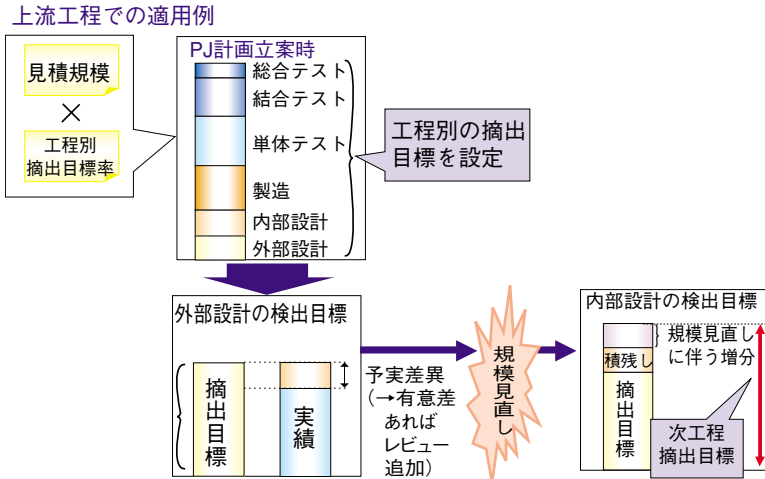 上流工程での適用例
見積規模
×
工程別
摘出目標率
PJ計画立案時
総合テスト
結合テスト
単体テスト
製造
内部設計
外部設計
工程別の摘出
目標を設定
外部設計の検出目標
摘出目標
実績
予実差異
(→有意差
あれば
レビュー
追加)
規模見直し
内部設計の検出目標
規模見直し
に伴う増分
積残し
摘出目標
次工程
摘出目標